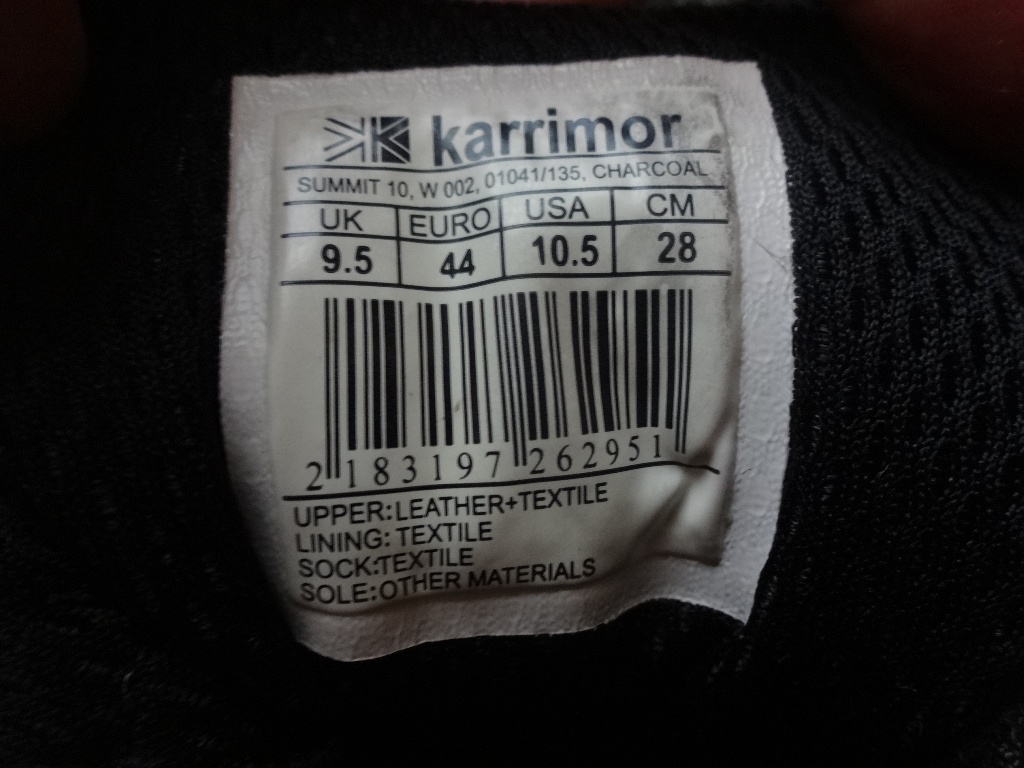 karrimor
SUMMIT 10, W 002, 01041/135, CHARCOAL
UK EURO USA CM
9.5 44 10.5 28
2 183197 262951
UPPER:LEATHER+TEXTILE
LINING: TEXTILE
SOCK:TEXTILE
SOLE:OTHER MATERIALS